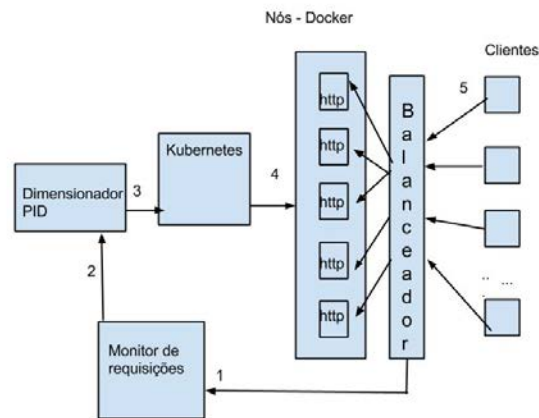 Nós - Docker
Clientes
5
http
Kubernetes
http
4
3
Dimensionador
PID
http
2
http
http
Balanceador
.. ...
.
Monitor de
requisições
1